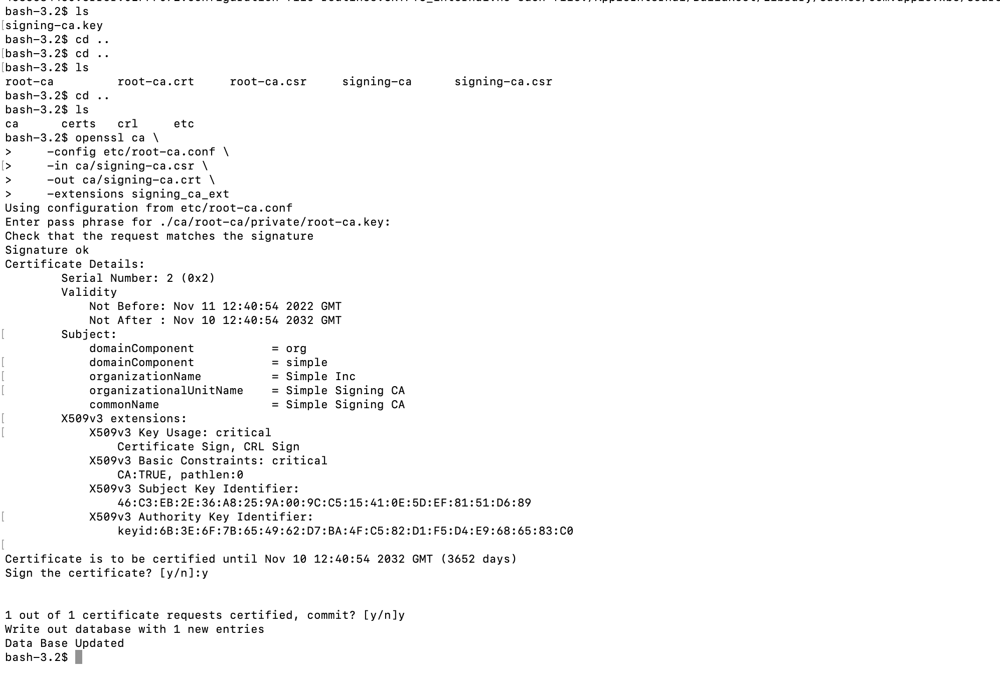 bash-3.2$ ls
signing-ca.key
bash-3.2$ cd ..
bash-3.2$ cd ..
bash-3.2$ ls
root-ca         root-ca.crt     root-ca.csr     signing-ca      signing-ca.csr
bash-3.2$ cd ..
bash-3.2$ ls
ca      certs   crl     etc
bash-3.2$ openssl ca \
>     -config etc/root-ca.conf \
>     -in ca/signing-ca.csr \
>     -out ca/signing-ca.crt \
>     -extensions signing_ca_ext
Using configuration from etc/root-ca.conf
Enter pass phrase for ./ca/root-ca/private/root-ca.key:
Check that the request matches the signature
Signature ok
Certificate Details:
        Serial Number: 2 (0x2)
        Validity
            Not Before: Nov 11 12:40:54 2022 GMT
            Not After : Nov 10 12:40:54 2032 GMT
        Subject:
            domainComponent           = org
            domainComponent           = simple
            organizationName          = Simple Inc
            organizationalUnitName    = Simple Signing CA
            commonName                = Simple Signing CA
        X509v3 extensions:
            X509v3 Key Usage: critical
                Certificate Sign, CRL Sign
            X509v3 Basic Constraints: critical
                CA:TRUE, pathlen:0
            X509v3 Subject Key Identifier:
                46:C3:EB:2E:36:A8:25:9A:00:9C:C5:15:41:0E:5D:EF:81:51:D6:89
            X509v3 Authority Key Identifier:
                keyid:6B:3E:6F:7B:65:49:62:D7:BA:4F:C5:82:D1:F5:D4:E9:68:65:83:C0
Certificate is to be certified until Nov 10 12:40:54 2032 GMT (3652 days)
Sign the certificate? [y/n]:y
1 out of 1 certificate requests certified, commit? [y/n]y
Write out database with 1 new entries
Data Base Updated
bash-3.2$